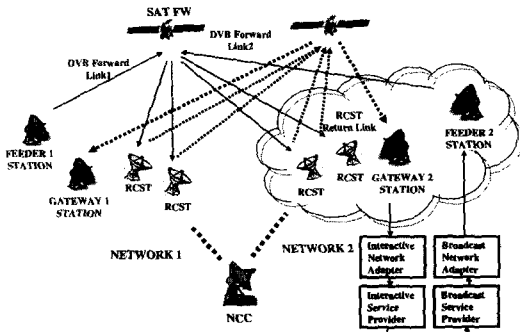 SAT FW
DVB Forward
Link2
DVB Forward
Link1
RCST
Return Link
FEEDER 2
STATION
FEEDER 1
STATION
GATEWAY 1
STATION
RCST
RCST
RCST
RCST
GATEWAY 2
STATION
NETWORK 1
NETWORK 2
NCC
Interactive
Network
Adapter
Broadcast
Network
Adapter
Interactive
Service
Provider
Broadcast
Service
Provider